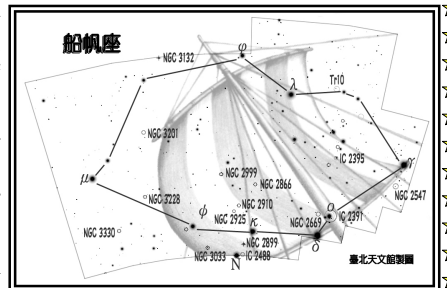 船帆座
NGC 3132
φ
λ
Tr10
NGC 3201
IC 2395
γ
μ
NGC 2999
NGC 2866
NGC 2547
NGC 3228
NGC 2910
ο
φ
NGC 2925
κ
NGC 2669
IC 2391
NGC 3330
NGC 2899
δ
NGC 3033
IC 2488
N
臺北天文館製圖